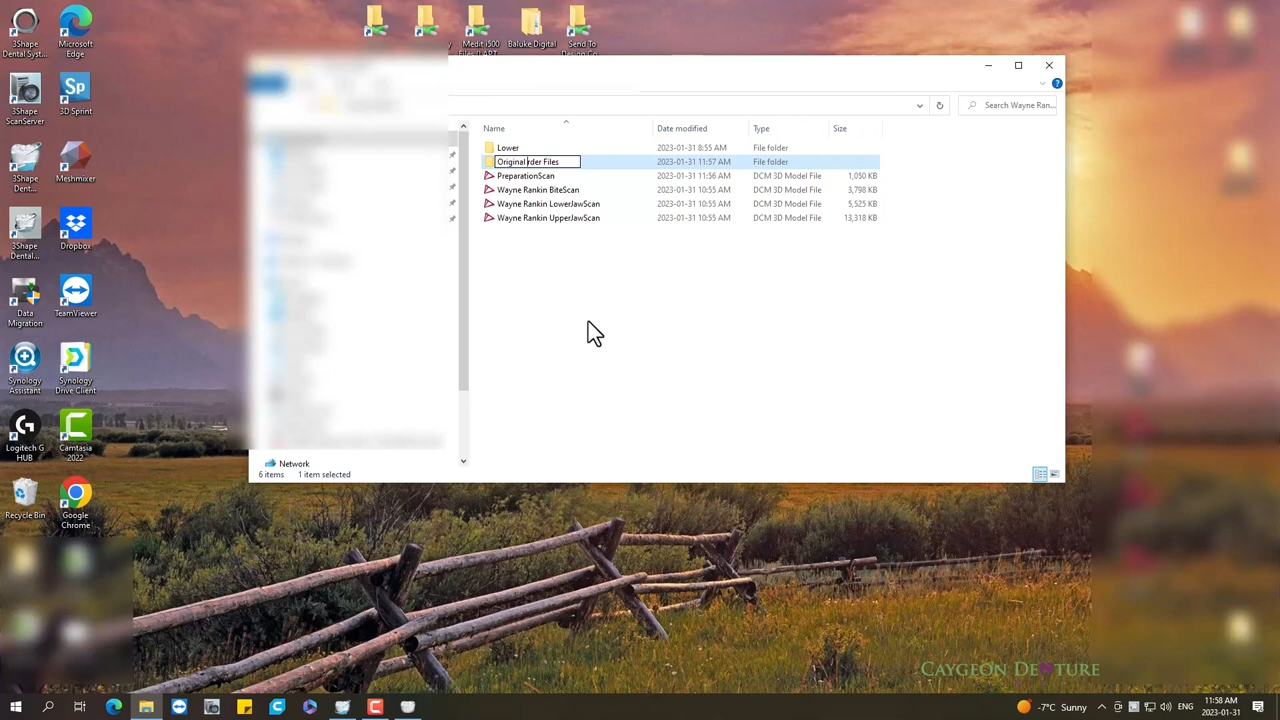 3Shape
Dental Syst...
Microsoft
Edge
Medit i500
Baluke Digital
Send To
3Shape
ScanServer
3D Sprint
3Shape
Dent...
Meshmixer
3Shape
Dental...
Dropbox
Data
Migration
TeamViewer
Synology
Assistant
Synology
Drive Client
Logitech G
HUB
Camtasia
2022
Recycle Bin
Google
Chrome
Search Wayne Ran...
Name Date modified Type Size
Lower 2023-01-31 8:55 AM File folder
Original rder Files 2023-01-31 11:57 AM File folder
PreparationScan 2023-01-31 11:56 AM DCM 3D Model File 1,050 KB
Wayne Rankin BiteScan 2023-01-31 10:55 AM DCM 3D Model File 3,798 KB
Wayne Rankin LowerJawScan 2023-01-31 10:55 AM DCM 3D Model File 5,525 KB
Wayne Rankin UpperJawScan 2023-01-31 10:55 AM DCM 3D Model File 13,318 KB
Network
6 items 1 item selected
Caygeon Denture
-7°C Sunny ENG 11:58 AM
2023-01-31